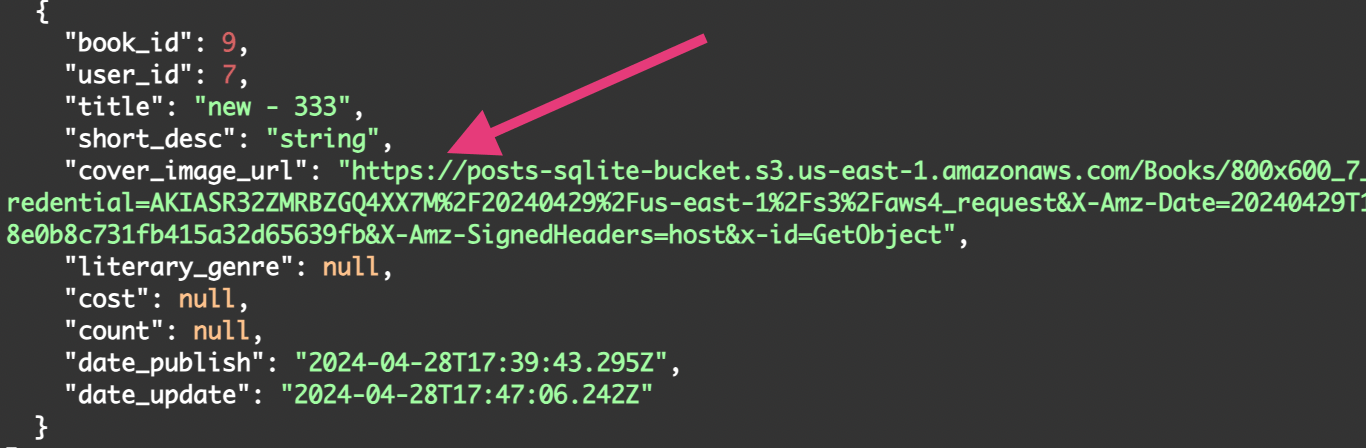 {
"book_id": 9,
"user_id": 7,
"title": "new - 333",
"short_desc": "string",
"cover_image_url": "https://posts-sqlite-bucket.s3.us-east-1.amazonaws.com/Books/800x600_7_
redential=AKIASR32ZMRBZGQ4XX7M%2F20240429%2Fus-east-1%2Fs3%2Faws4_request&X-Amz-Date=20240429T1
8e0b8c731fb415a32d65639fb&X-Amz-SignedHeaders=host&x-id=GetObject",
"literary_genre": null,
"cost": null,
"count": null,
"date_publish": "2024-04-28T17:39:43.295Z",
"date_update": "2024-04-28T17:47:06.242Z"
}